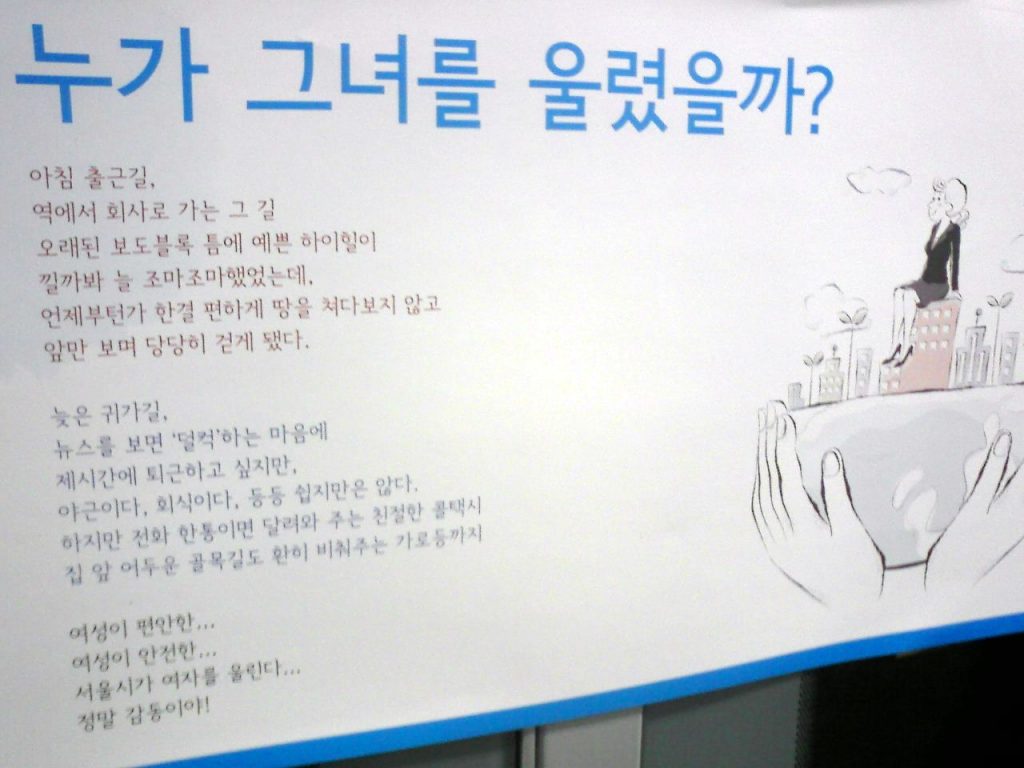 누가 그녀를 울렸을까?
아침 출근길,
역에서 회사로 가는 그 길
오래된 보도블록 틈에 예쁜 하이힐이
낄까봐 늘 조마조마했었는데,
언제부턴가 한결 편하게 땅을 쳐다보지 않고
앞만 보며 당당히 걷게 됐다.
늦은 귀가길,
뉴스를 보면 '덜컥'하는 마음에
제시간에 퇴근하고 싶지만,
야근이다, 회식이다, 등등 쉽지만은 않다.
하지만 전화 한통이면 달려와 주는 친절한 콜택시
집 앞 어두운 골목길도 환히 비춰주는 가로등까지
여성이 편안한...
여성이 안전한...
서울시가 여자를 울린다...
정말 감동이야!